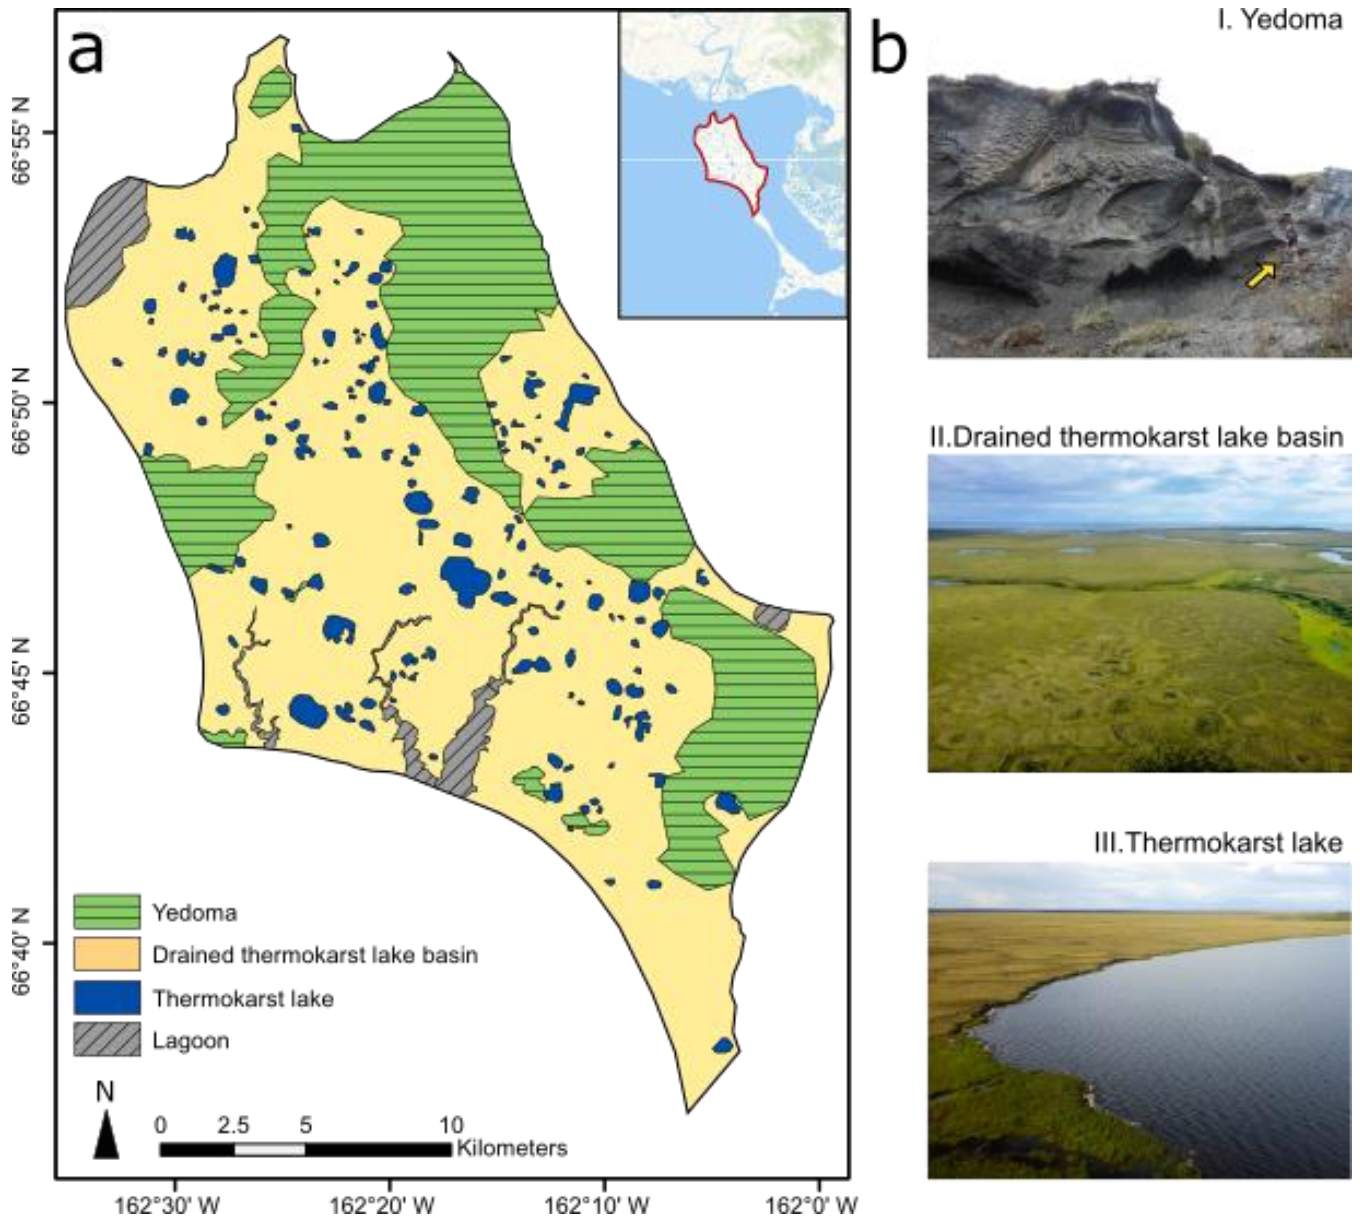 a
66°55' N
66°50' N
66°45' N
66°40' N
Yedoma
Drained thermokarst lake basin
Thermokarst lake
Lagoon
N
0 2.5 5 10
Kilometers
162°30' W 162°20' W 162°10' W 162°0' W
b
I. Yedoma
II.Drained thermokarst lake basin
III.Thermokarst lake